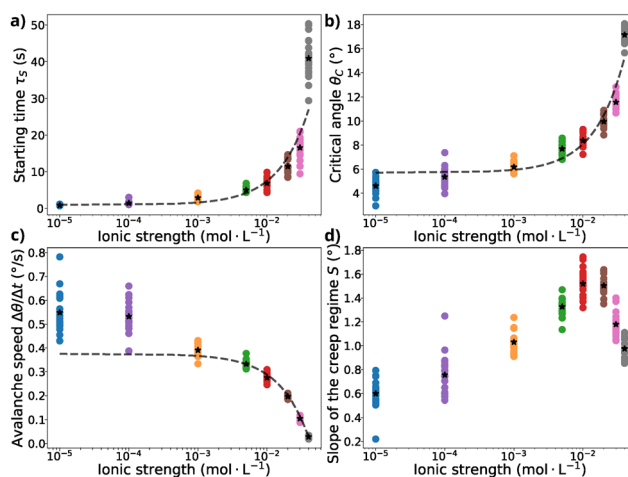 a)
Starting time τS (s)
50
40
30
20
10
0
10⁻⁵ 10⁻⁴ 10⁻³ 10⁻²
Ionic strength (mol · L⁻¹)
b)
Critical angle θC (°)
18
16
14
12
10
8
6
4
10⁻⁵ 10⁻⁴ 10⁻³ 10⁻²
Ionic strength (mol · L⁻¹)
c)
Avalanche speed Δθ/Δt (°/s)
0.8
0.7
0.6
0.5
0.4
0.3
0.2
0.1
0.0
10⁻⁵ 10⁻⁴ 10⁻³ 10⁻²
Ionic strength (mol · L⁻¹)
d)
Slope of the creep regime S (°)
1.8
1.6
1.4
1.2
1.0
0.8
0.6
0.4
0.2
10⁻⁵ 10⁻⁴ 10⁻³ 10⁻²
Ionic strength (mol · L⁻¹)